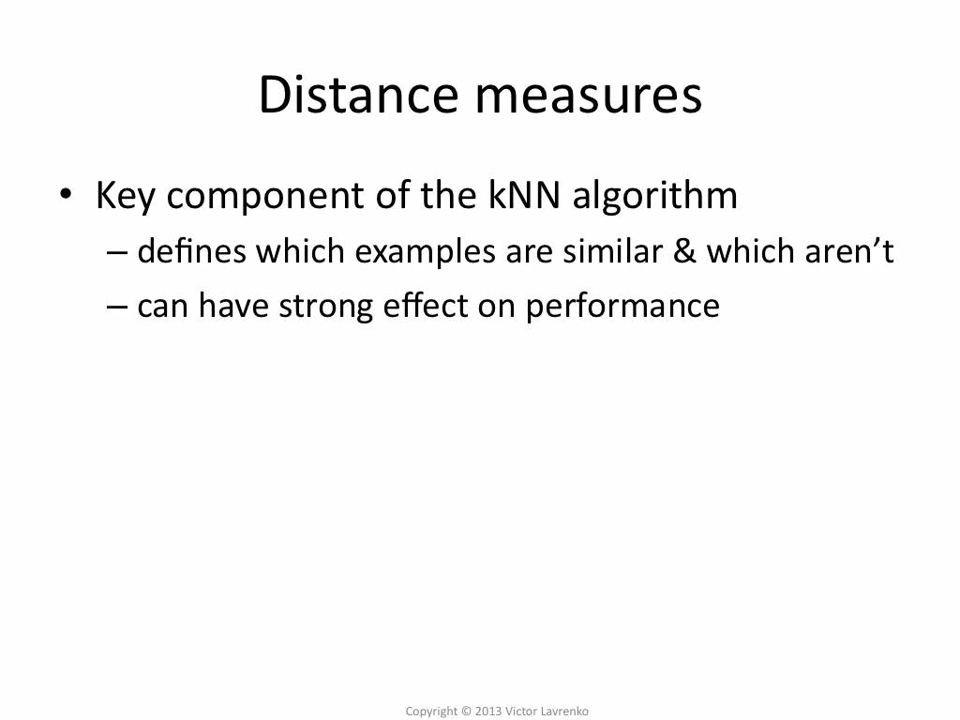 Distance measures
• Key component of the kNN algorithm
– defines which examples are similar & which aren’t
– can have strong effect on performance
Copyright © 2013 Victor Lavrenko